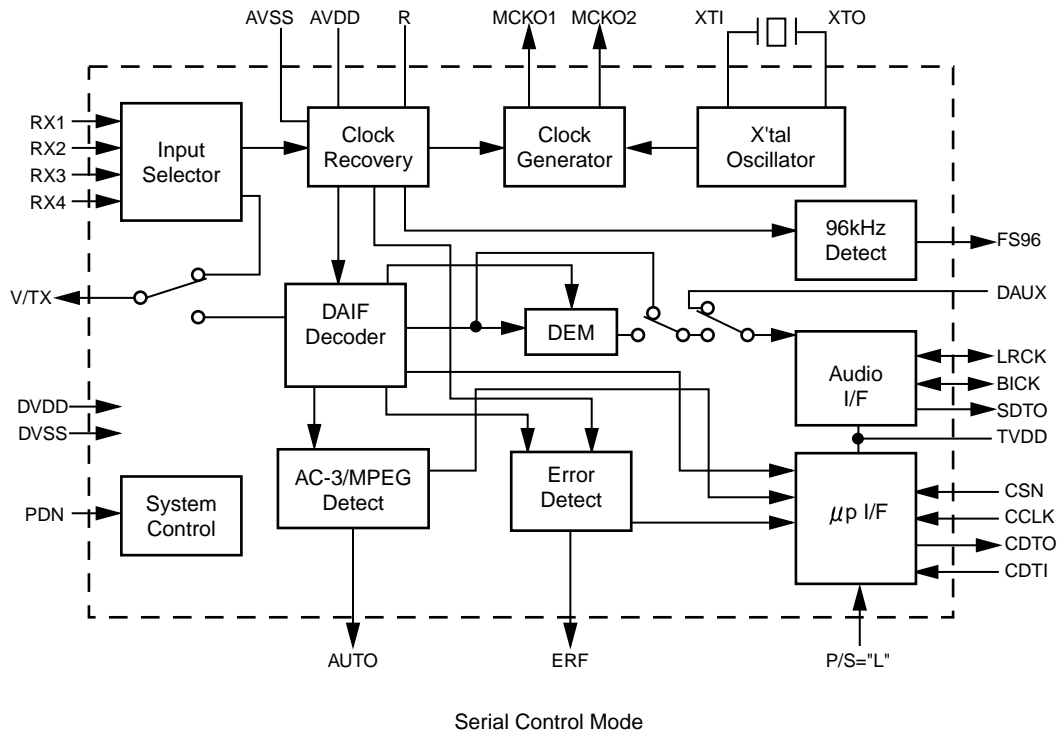 AVSS AVDD R MCKO1 MCKO2 XTI XTO
RX1
RX2
RX3
RX4
Input
Selector
Clock
Recovery
Clock
Generator
X'tal
Oscillator
96kHz
Detect
FS96
V/TX
DAIF
Decoder
DEM
DAUX
Audio
I/F
LRCK
BICK
SDTO
TVDD
DVDD
DVSS
PDN
System
Control
AC-3/MPEG
Detect
Error
Detect
μp I/F
CSN
CCLK
CDTO
CDTI
AUTO
ERF
P/S="L"
Serial Control Mode